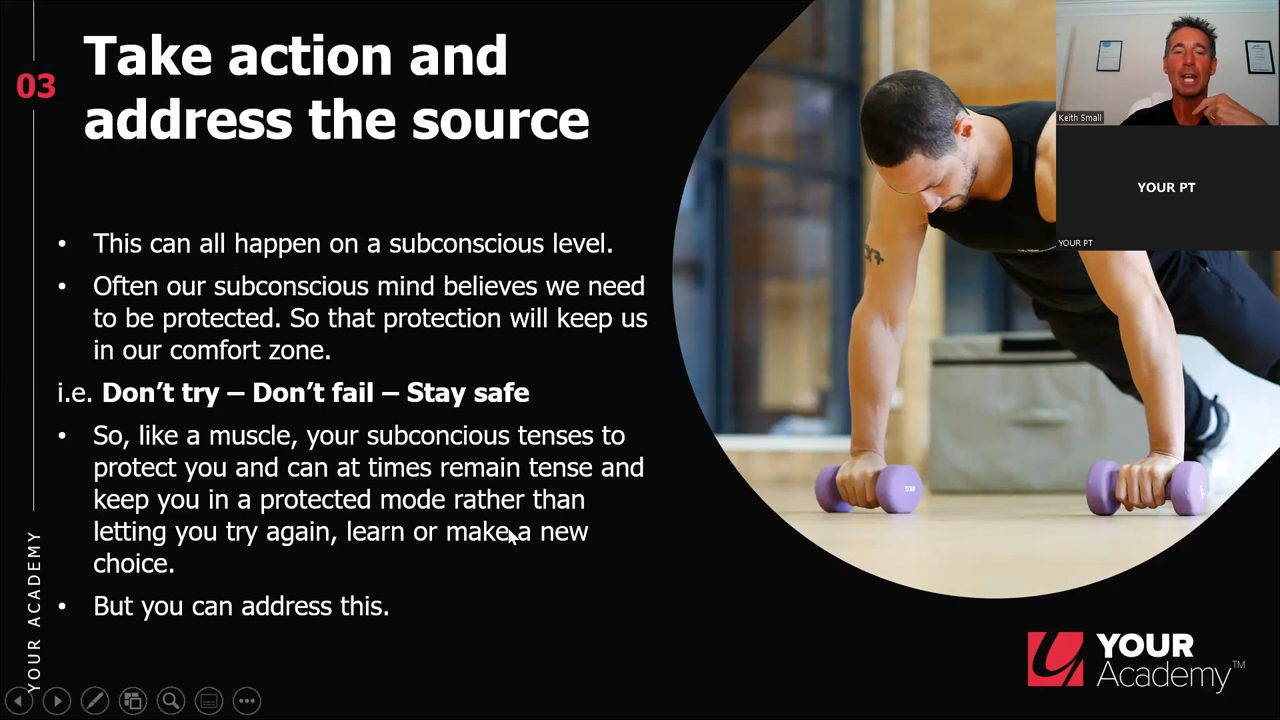 03
Take action and
address the source
• This can all happen on a subconscious level.
• Often our subconscious mind believes we need
to be protected. So that protection will keep us
in our comfort zone.
i.e. Don’t try – Don’t fail – Stay safe
• So, like a muscle, your subconcious tenses to
protect you and can at times remain tense and
keep you in a protected mode rather than
letting you try again, learn or make a new
choice.
• But you can address this.
YOUR ACADEMY
Keith Small
YOUR PT
YOUR PT
YOUR
Academy™